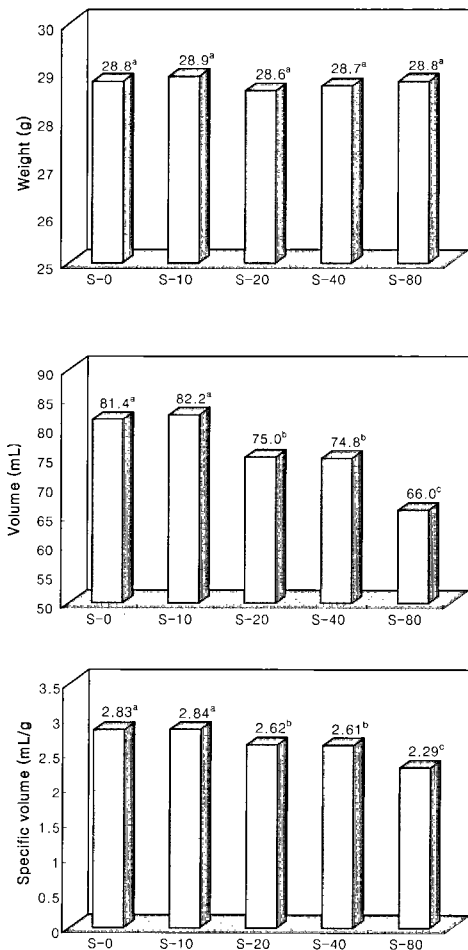 30
29
28
27
26
25
Weight (g)
28.8ᵃ
28.9ᵃ
28.6ᵃ
28.7ᵃ
28.8ᵃ
S-0 S-10 S-20 S-40 S-80
90
85
80
75
70
65
60
55
50
Volume (mL)
81.4ᵃ
82.2ᵃ
75.0ᵇ
74.8ᵇ
66.0ᶜ
S-0 S-10 S-20 S-40 S-80
3.5
3
2.5
2
1.5
1
0.5
0
Specific volume (mL/g)
2.83ᵃ
2.84ᵃ
2.62ᵇ
2.61ᵇ
2.29ᶜ
S-0 S-10 S-20 S-40 S-80